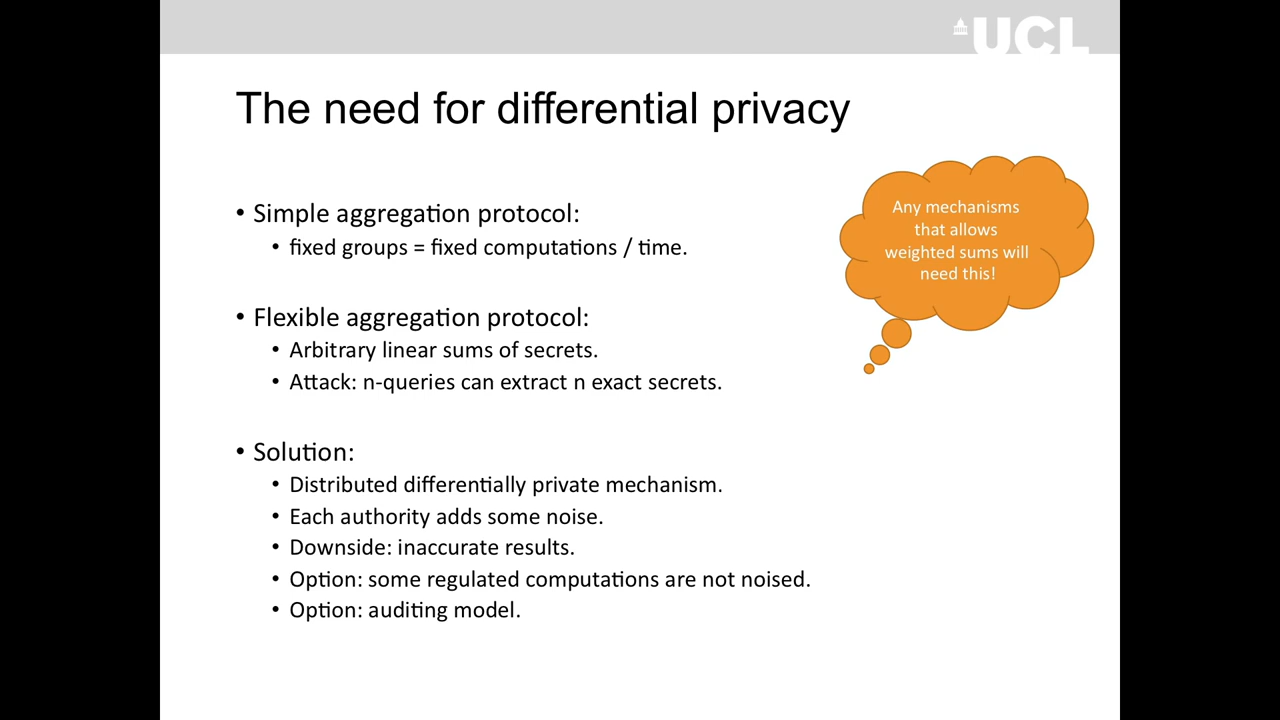 UCL
The need for differential privacy
• Simple aggregation protocol:
• fixed groups = fixed computations / time.
• Flexible aggregation protocol:
• Arbitrary linear sums of secrets.
• Attack: n-queries can extract n exact secrets.
• Solution:
• Distributed differentially private mechanism.
• Each authority adds some noise.
• Downside: inaccurate results.
• Option: some regulated computations are not noised.
• Option: auditing model.
Any mechanisms
that allows
weighted sums will
need this!